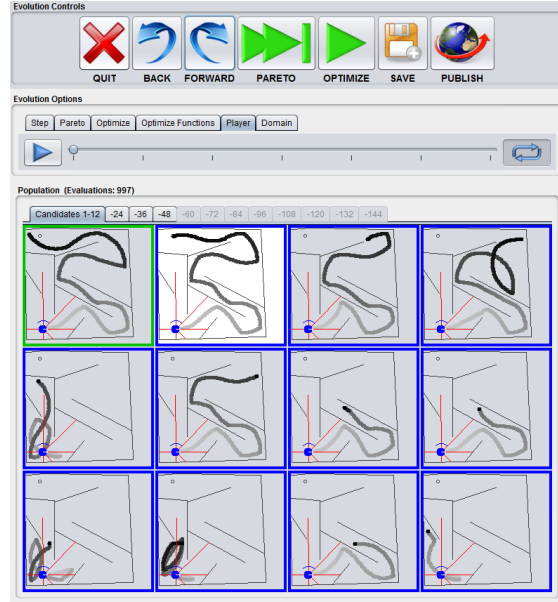 Evolution Controls
QUIT BACK FORWARD PARETO OPTIMIZE SAVE PUBLISH
Evolution Options
Step Pareto Optimize Optimize Functions Player Domain
Population (Evaluations: 997)
Candidates 1-12 -24 -36 -48 -60 -72 -84 -96 -108 -120 -132 -144